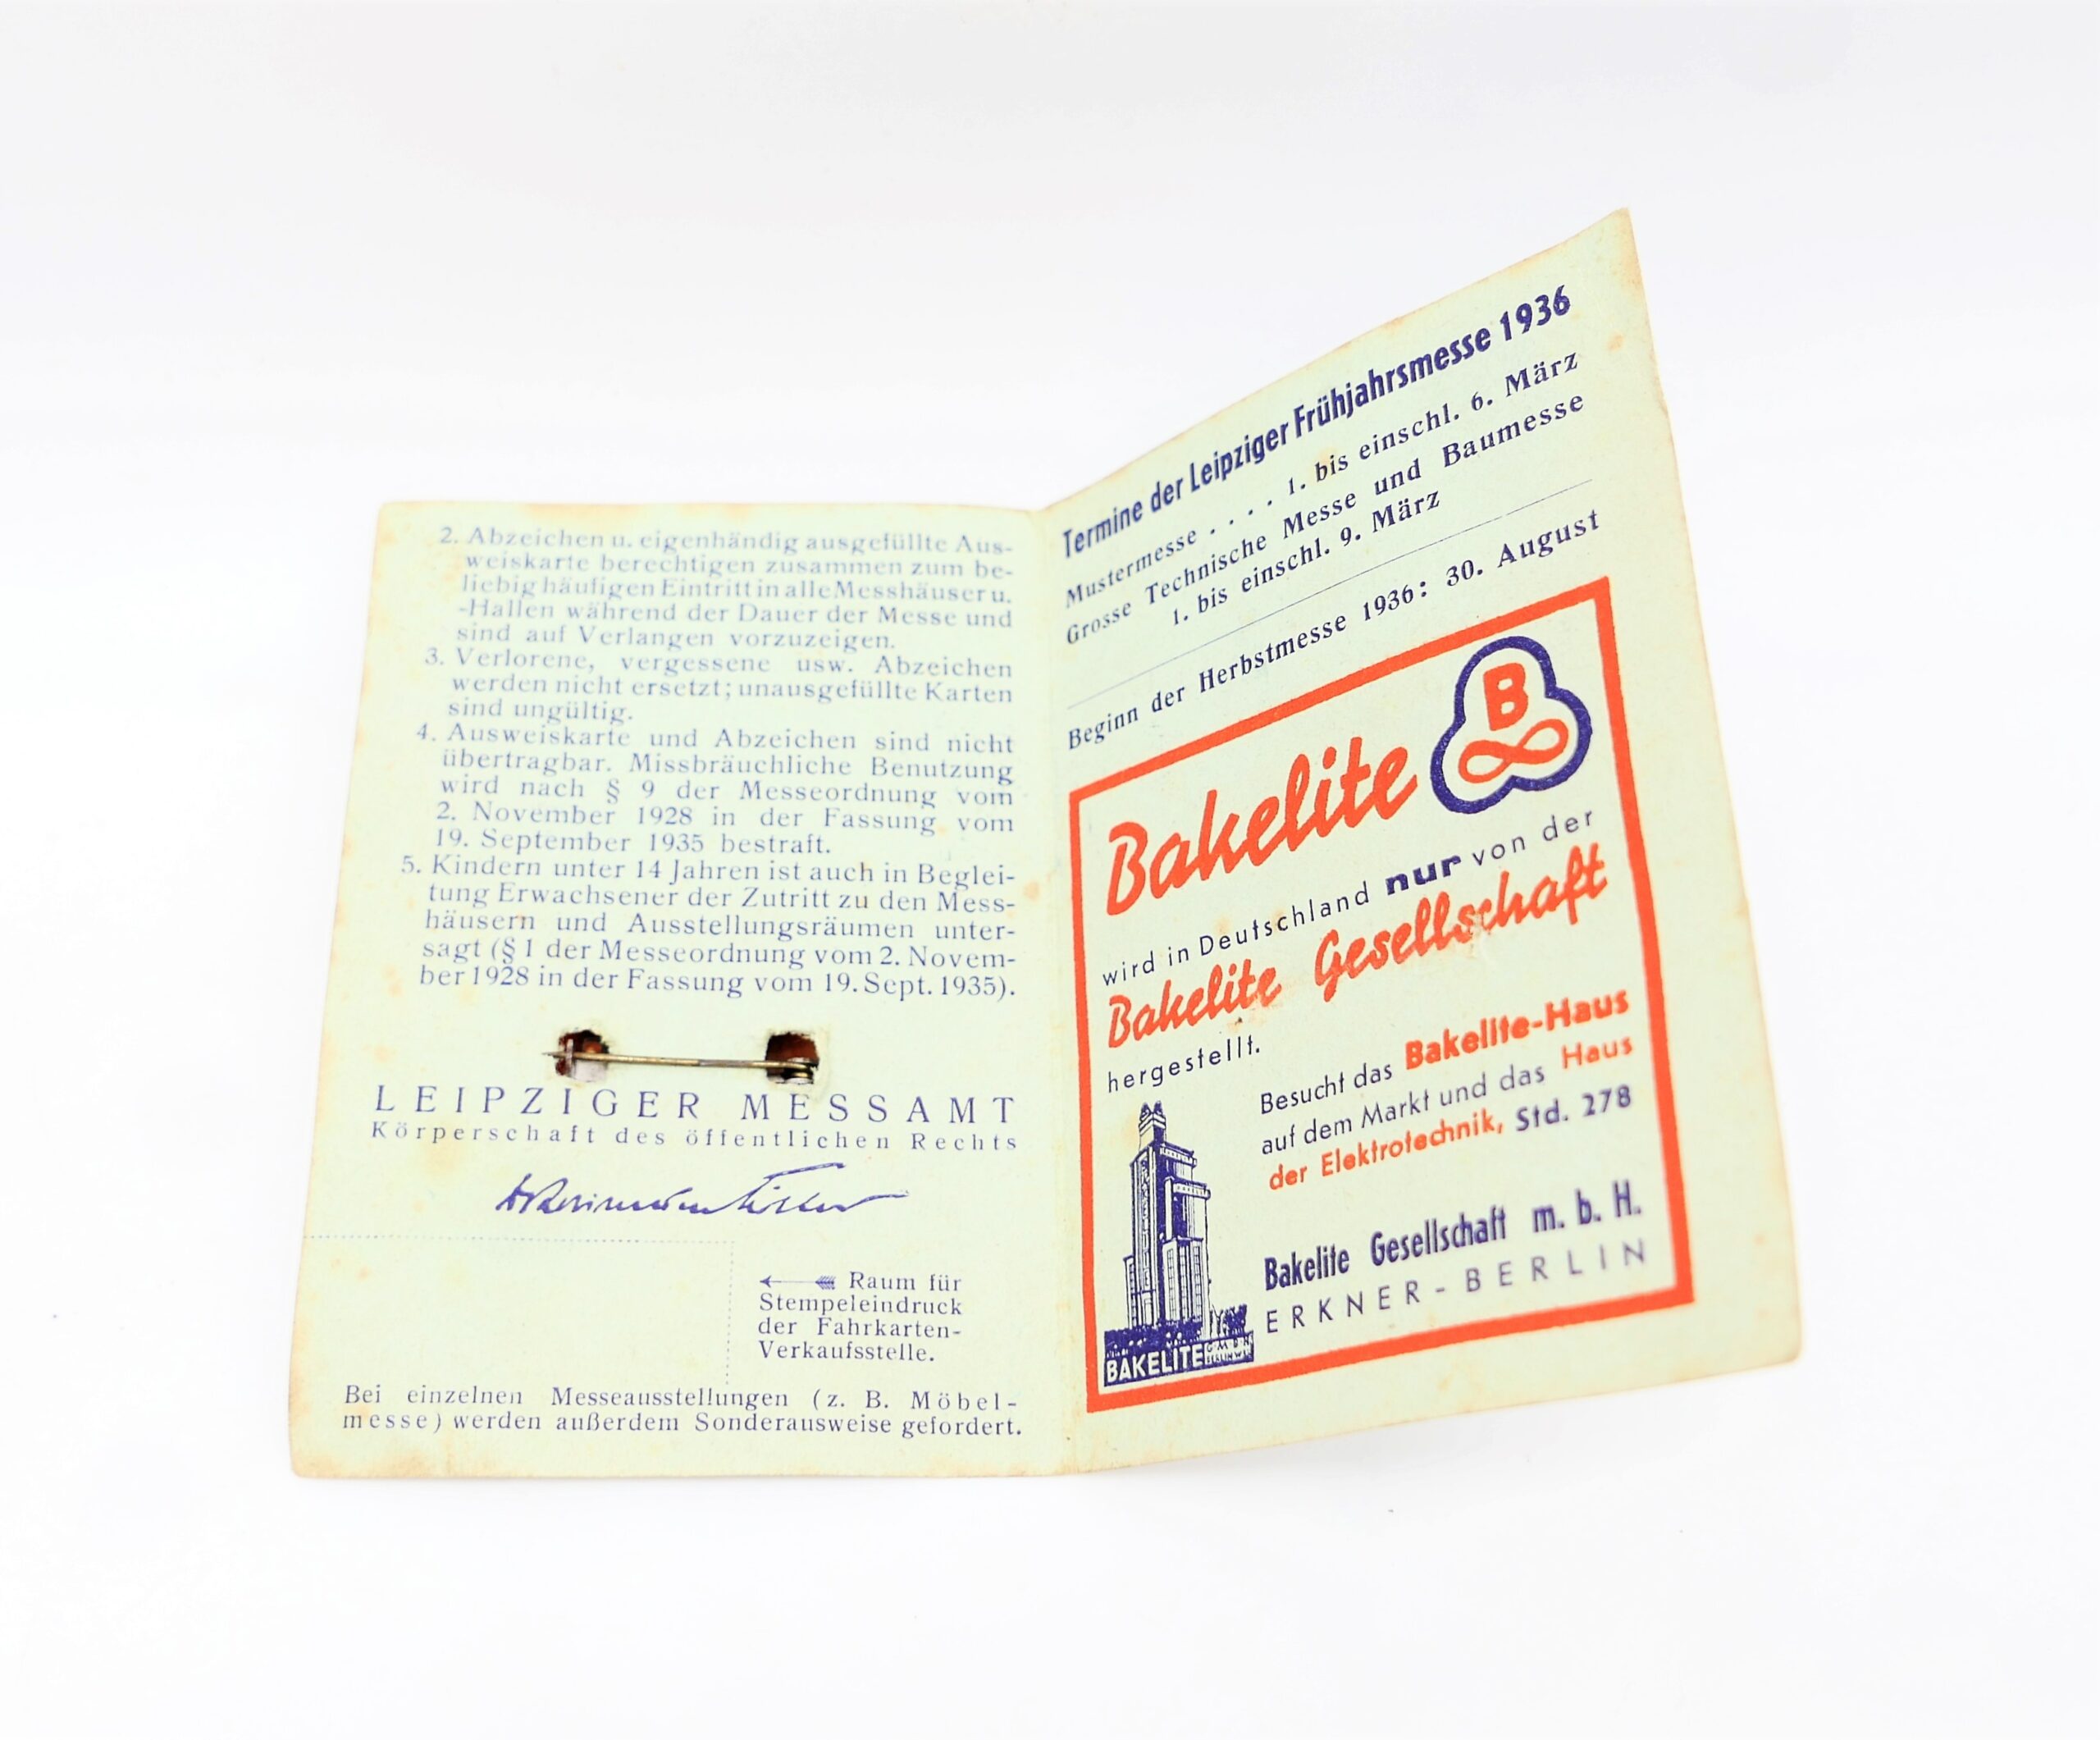 2. Abzeichen u. eigenhändig ausgefüllte Aus-
weiskarte berechtigen zusammen zum be-
liebig häufigen Eintritt in alle Messhäuser u.
-Hallen während der Dauer der Messe und
sind auf Verlangen vorzuzeigen.
3. Verlorene, vergessene usw. Abzeichen
werden nicht ersetzt; unausgefüllte Karten
sind ungültig.
4. Ausweiskarte und Abzeichen sind nicht
übertragbar. Missbräuchliche Benutzung
wird nach § 9 der Messeordnung vom
2. November 1928 in der Fassung vom
19. September 1935 bestraft.
5. Kindern unter 14 Jahren ist auch in Beglei-
tung Erwachsener der Zutritt zu den Mess-
häusern und Ausstellungsräumen unter-
sagt (§ 1 der Messeordnung vom 2. Novem-
ber 1928 in der Fassung vom 19. Sept. 1935).
LEIPZIGER MESSAMT
Körperschaft des öffentlichen Rechts
Raum für
Stempeleindruck
der Fahrkarten-
Verkaufsstelle.
Bei einzelnen Messeausstellungen (z. B. Möbel-
messe) werden außerdem Sonderausweise gefordert.
Termine der Leipziger Frühjahrsmesse 1936
Mustermesse . . . . 1. bis einschl. 6. März
Grosse Technische Messe und Baumesse
1. bis einschl. 9. März
Beginn der Herbstmesse 1936: 30. August
B
Bakelite
wird in Deutschland nur von der
Bakelite Gesellschaft
hergestellt.
Besucht das Bakelite-Haus
auf dem Markt und das Haus
der Elektrotechnik, Std. 278
Bakelite Gesellschaft m. b. H.
ERKNER-BERLIN
BAKELITE